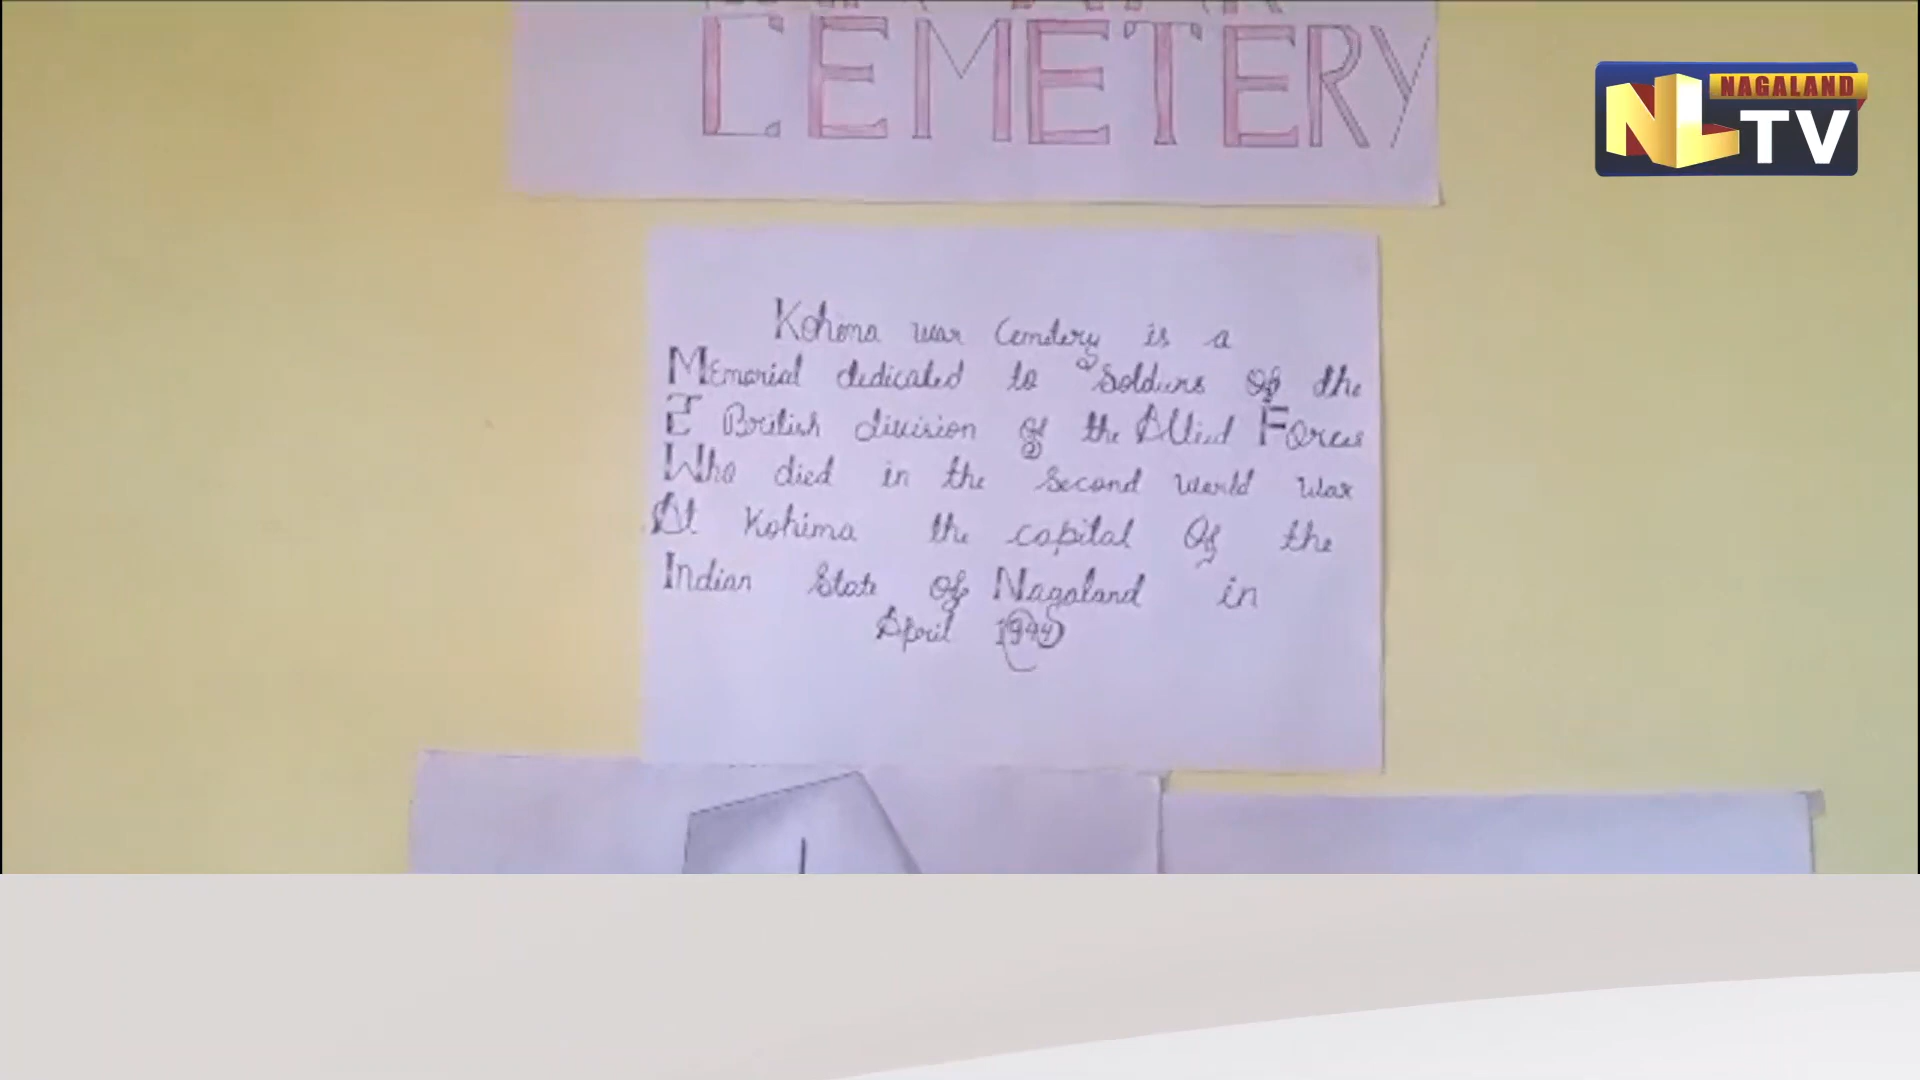 CEMETERY
NAGALAND
NL TV
Kohima war Cemetery is a
Memorial dedicated to Soldiers of the
2 British division of the Allied Forces
Who died in the Second World War
At Kohima the capital Of the
Indian State of Nagaland in
April 1944